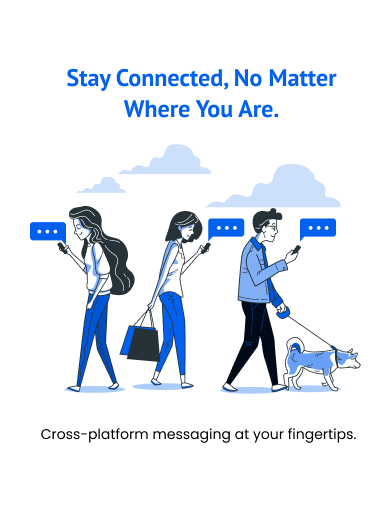 Stay Connected, No Matter
Where You Are.
Cross-platform messaging at your fingertips.